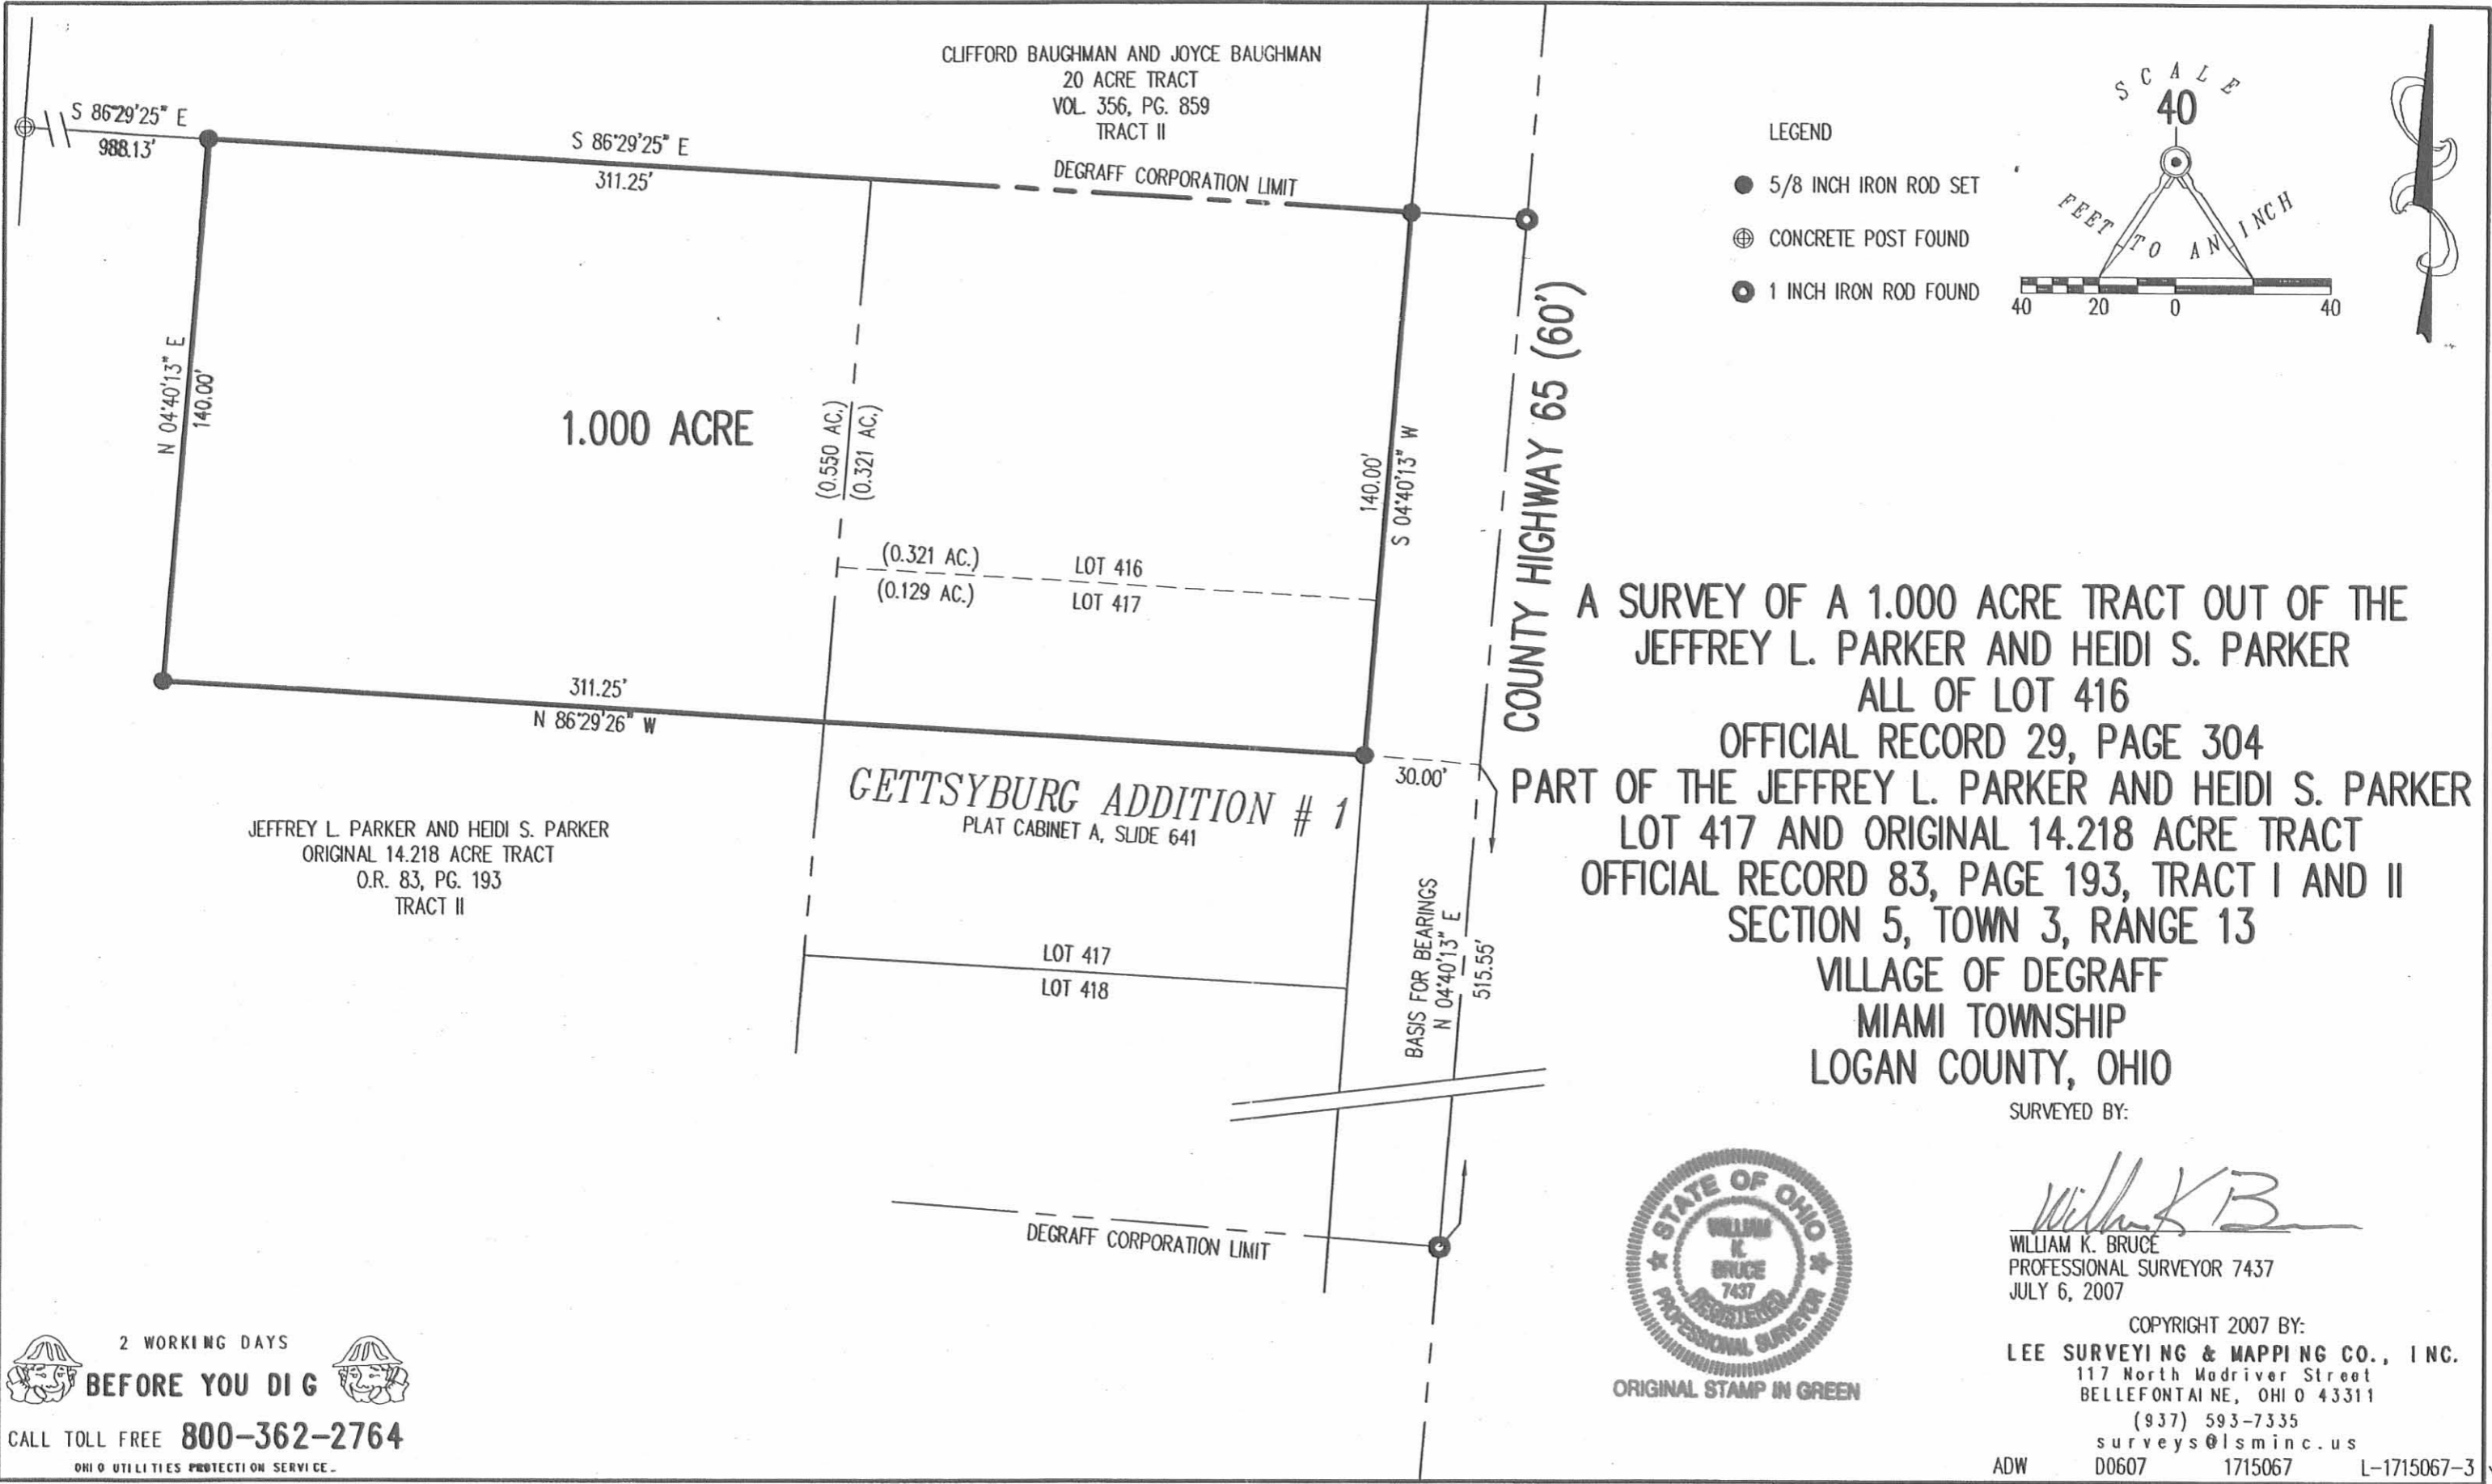 CLIFFORD BAUGHMAN AND JOYCE BAUGHMAN
20 ACRE TRACT
VOL. 356, PG. 859
TRACT II
S 86°29'25" E
988.13'
S 86°29'25" E
311.25'
DEGRAFF CORPORATION LIMIT
N 04°40'13" E
140.00'
1.000 ACRE
(0.550 AC.)
(0.321 AC.)
140.00'
S 04°40'13" W
(0.321 AC.)
LOT 416
(0.129 AC.)
LOT 417
311.25'
N 86°29'26" W
COUNTY HIGHWAY 65 (60')
30.00'
GETTSYBURG ADDITION # 1
PLAT CABINET A, SLIDE 641
JEFFREY L. PARKER AND HEIDI S. PARKER
ORIGINAL 14.218 ACRE TRACT
O.R. 83, PG. 193
TRACT II
LOT 417
LOT 418
BASIS FOR BEARINGS
N 04°40'13" E
515.55'
DEGRAFF CORPORATION LIMIT
LEGEND
5/8 INCH IRON ROD SET
CONCRETE POST FOUND
1 INCH IRON ROD FOUND
SCALE
40
FEET TO AN INCH
40 20 0 40
A SURVEY OF A 1.000 ACRE TRACT OUT OF THE
JEFFREY L. PARKER AND HEIDI S. PARKER
ALL OF LOT 416
OFFICIAL RECORD 29, PAGE 304
PART OF THE JEFFREY L. PARKER AND HEIDI S. PARKER
LOT 417 AND ORIGINAL 14.218 ACRE TRACT
OFFICIAL RECORD 83, PAGE 193, TRACT I AND II
SECTION 5, TOWN 3, RANGE 13
VILLAGE OF DEGRAFF
MIAMI TOWNSHIP
LOGAN COUNTY, OHIO
SURVEYED BY:
William K B
WILLIAM K. BRUCE
PROFESSIONAL SURVEYOR 7437
JULY 6, 2007
STATE OF OHIO
WILLIAM
K.
BRUCE
7437
REGISTERED
PROFESSIONAL SURVEYOR
ORIGINAL STAMP IN GREEN
COPYRIGHT 2007 BY:
LEE SURVEYING & MAPPING CO., INC.
117 North Madriver Street
BELLEFONTAINE, OHIO 43311
(937) 593-7335
surveys@lsminc.us
ADW D0607 1715067 L-1715067-3
2 WORKING DAYS
BEFORE YOU DIG
CALL TOLL FREE 800-362-2764
OHIO UTILITIES PROTECTION SERVICE.